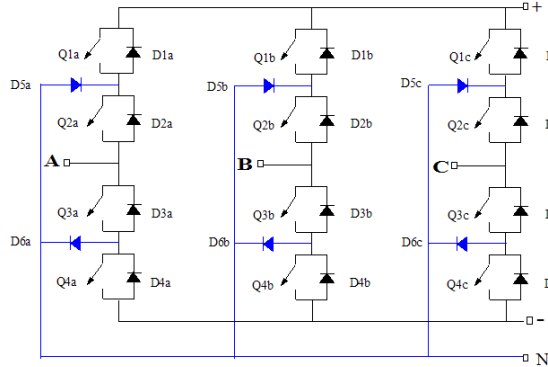 +
Q1a D1a Q1b D1b Q1c D
D5a D5b D5c
Q2a D2a Q2b D2b Q2c D
A B C
Q3a D3a Q3b D3b Q3c D
D6a D6b D6c
Q4a D4a Q4b D4b Q4c D
-
N